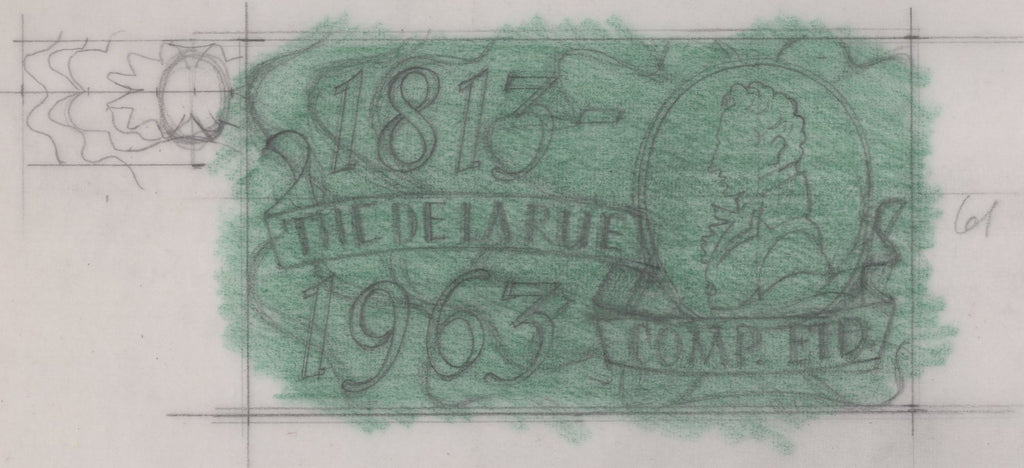 1813-
THE DE LA RUE
1963
COMP. LTD.
61